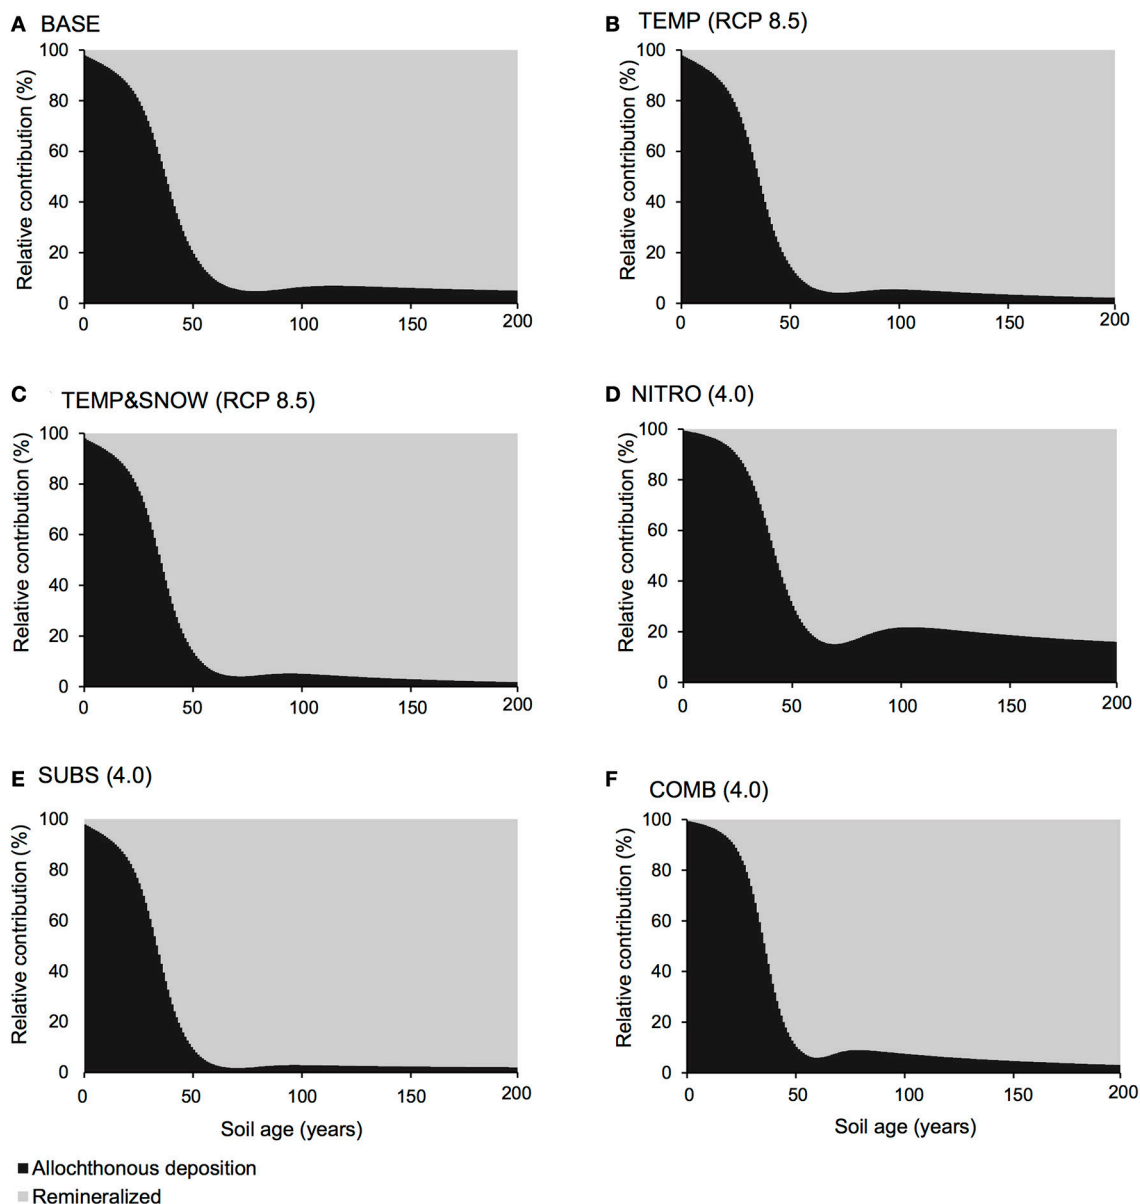 A BASE
Relative contribution (%)
100
80
60
40
20
0
0 50 100 150 200
B TEMP (RCP 8.5)
Relative contribution (%)
100
80
60
40
20
0
0 50 100 150 200
C TEMP&SNOW (RCP 8.5)
Relative contribution (%)
100
80
60
40
20
0
0 50 100 150 200
D NITRO (4.0)
Relative contribution (%)
100
80
60
40
20
0
0 50 100 150 200
E SUBS (4.0)
Relative contribution (%)
100
80
60
40
20
0
0 50 100 150 200
Soil age (years)
F COMB (4.0)
Relative contribution (%)
100
80
60
40
20
0
0 50 100 150 200
Soil age (years)
Allochthonous deposition
Remineralized